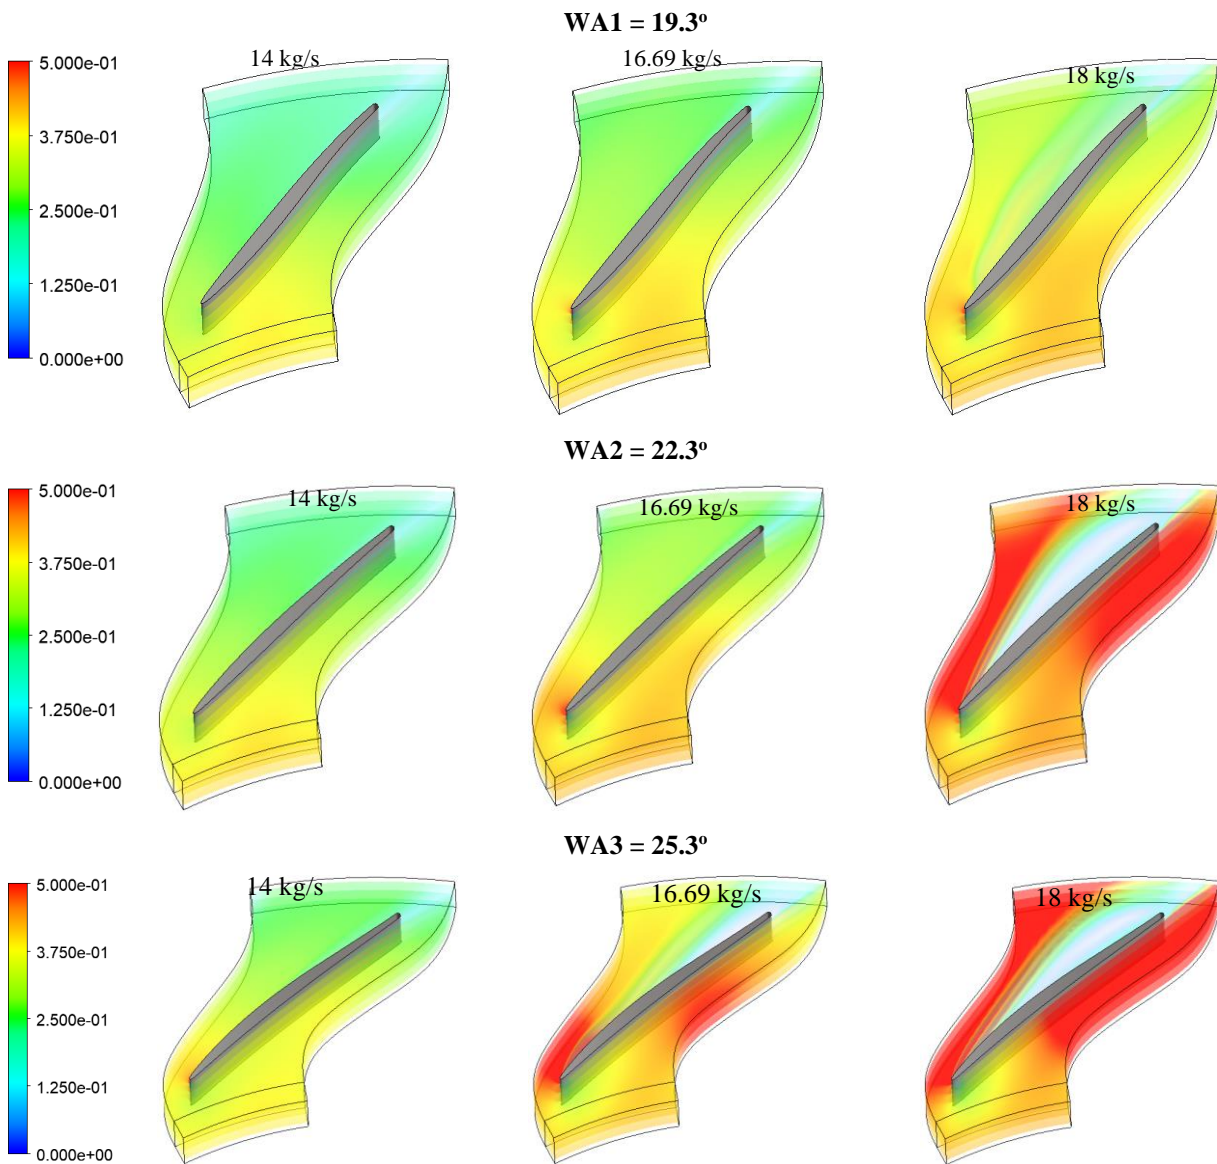 WA1 = 19.3º
14 kg/s
16.69 kg/s
18 kg/s
5.000e-01
3.750e-01
2.500e-01
1.250e-01
0.000e+00
WA2 = 22.3º
14 kg/s
16.69 kg/s
18 kg/s
5.000e-01
3.750e-01
2.500e-01
1.250e-01
0.000e+00
WA3 = 25.3º
14 kg/s
16.69 kg/s
18 kg/s
5.000e-01
3.750e-01
2.500e-01
1.250e-01
0.000e+00